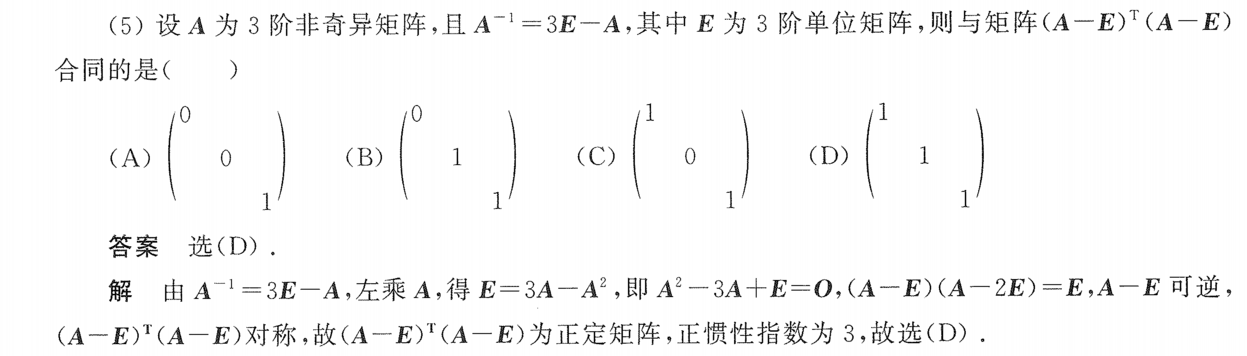 (5) 设 A 为 3 阶非奇异矩阵,且 A⁻¹=3E−A,其中 E 为 3 阶单位矩阵,则与矩阵(A−E)ᵀ(A−E)
合同的是(    )
(A) (0 0 1) (B) (0 1 1) (C) (1 0 1) (D) (1 1 1)
答案 选(D).
解 由 A⁻¹=3E−A,左乘 A,得 E=3A−A²,即 A²−3A+E=O,(A−E)(A−2E)=E,A−E 可逆,
(A−E)ᵀ(A−E)对称,故(A−E)ᵀ(A−E)为正定矩阵,正惯性指数为 3,故选(D).